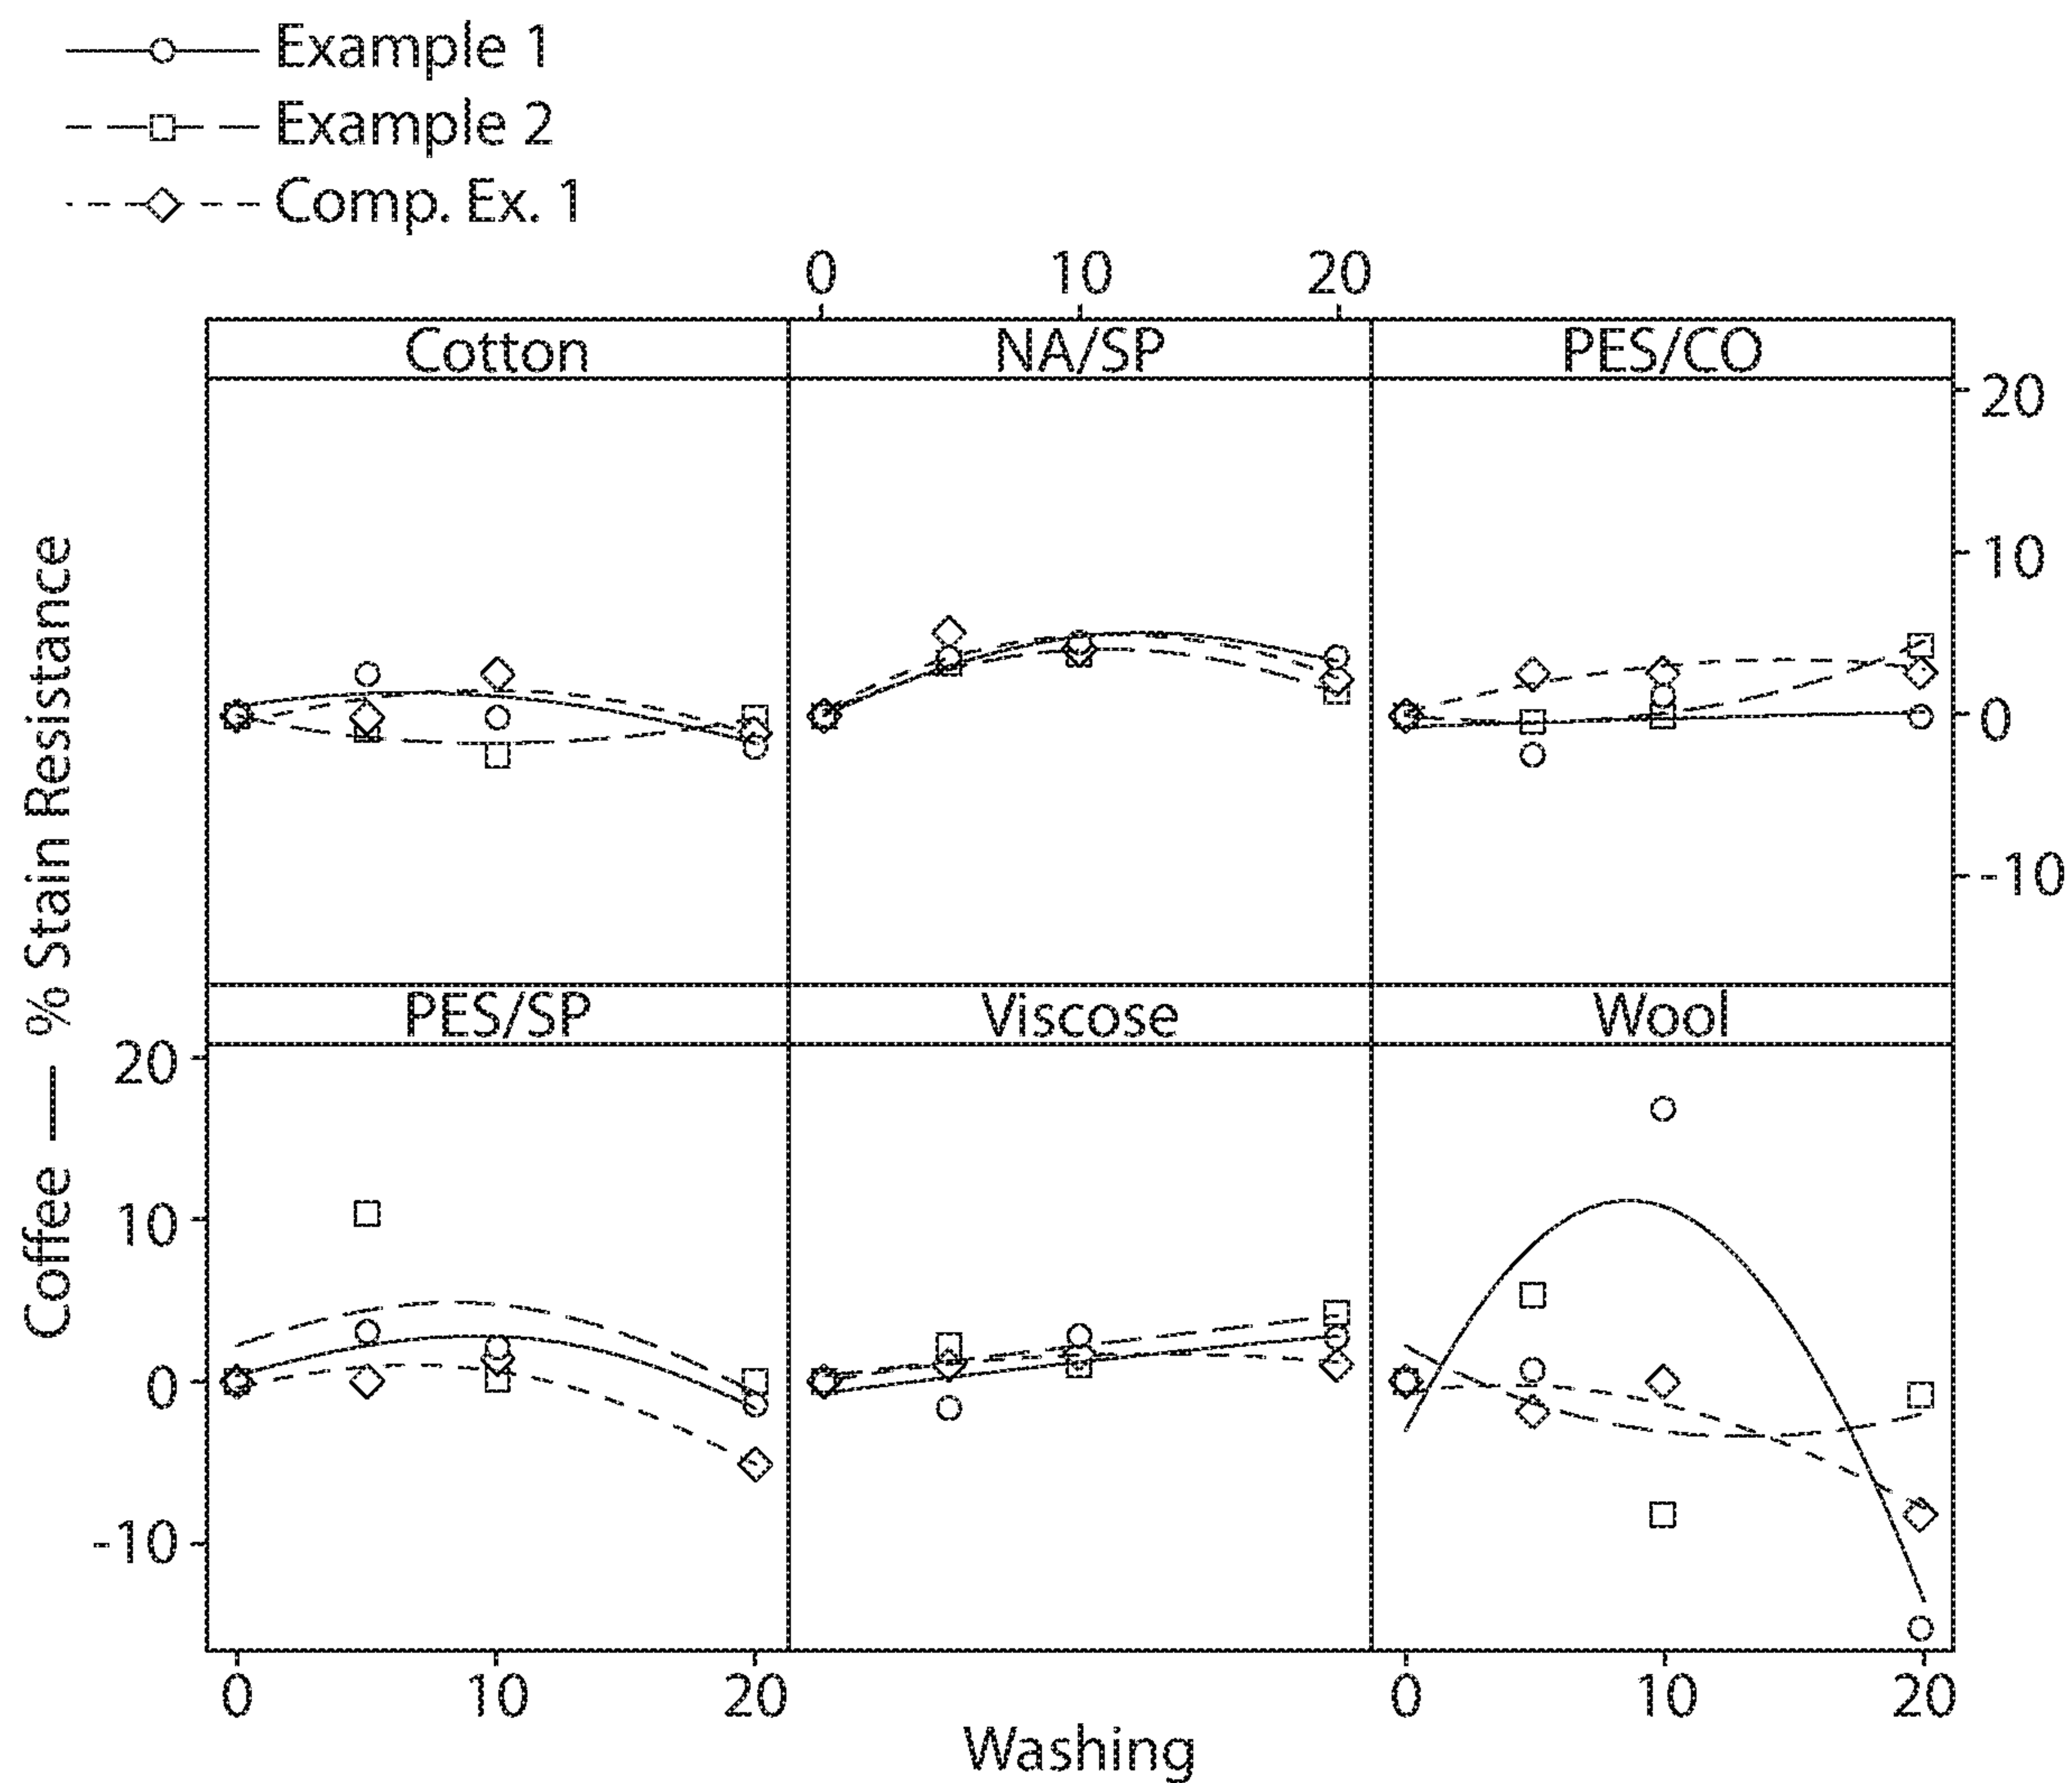 Example 1
Example 2
Comp. Ex. 1
0 10 20
Cotton NA/SP PES/CO
20
10
0
-10
Coffee — % Stain Resistance
PES/SP Viscose Wool
20
10
0
-10
0 10 20 0 10 20
Washing